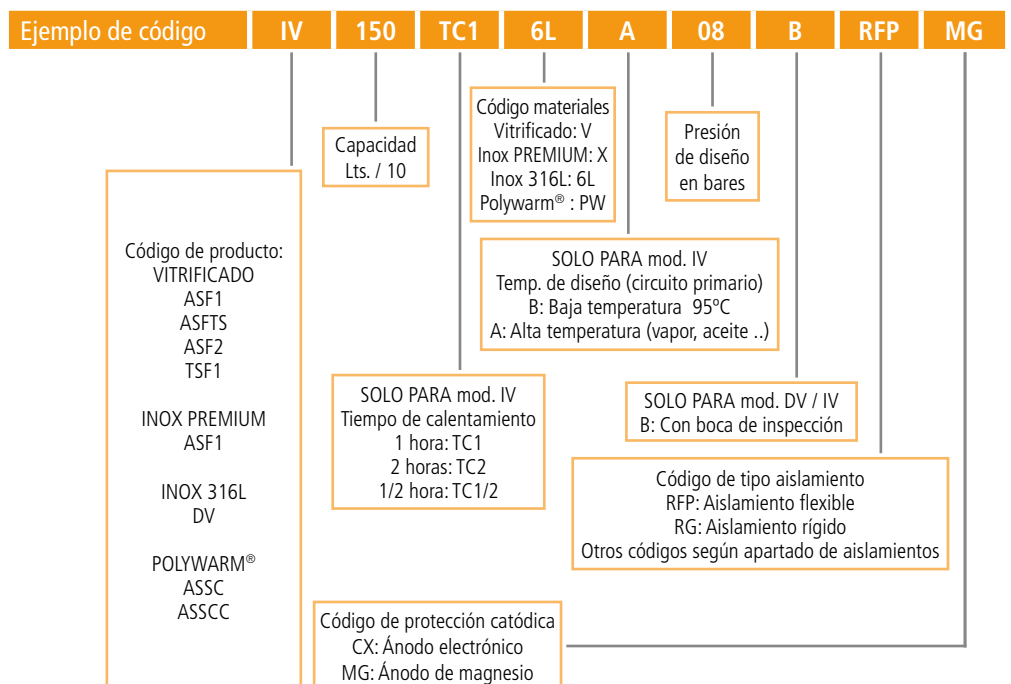 Ejemplo de código IV 150 TC1 6L A 08 B RFP MG
Código materiales
Vitrificado: V
Inox PREMIUM: X
Inox 316L: 6L
Polywarm® : PW
Capacidad
Lts. / 10
Presión
de diseño
en bares
Código de producto:
VITRIFICADO
ASF1
ASFTS
ASF2
TSF1
INOX PREMIUM
ASF1
INOX 316L
DV
POLYWARM®
ASSC
ASSCC
SOLO PARA mod. IV
Temp. de diseño (circuito primario)
B: Baja temperatura 95ºC
A: Alta temperatura (vapor, aceite ..)
SOLO PARA mod. IV
Tiempo de calentamiento
1 hora: TC1
2 horas: TC2
1/2 hora: TC1/2
SOLO PARA mod. DV / IV
B: Con boca de inspección
Código de tipo aislamiento
RFP: Aislamiento flexible
RG: Aislamiento rígido
Otros códigos según apartado de aislamientos
Código de protección catódica
CX: Ánodo electrónico
MG: Ánodo de magnesio